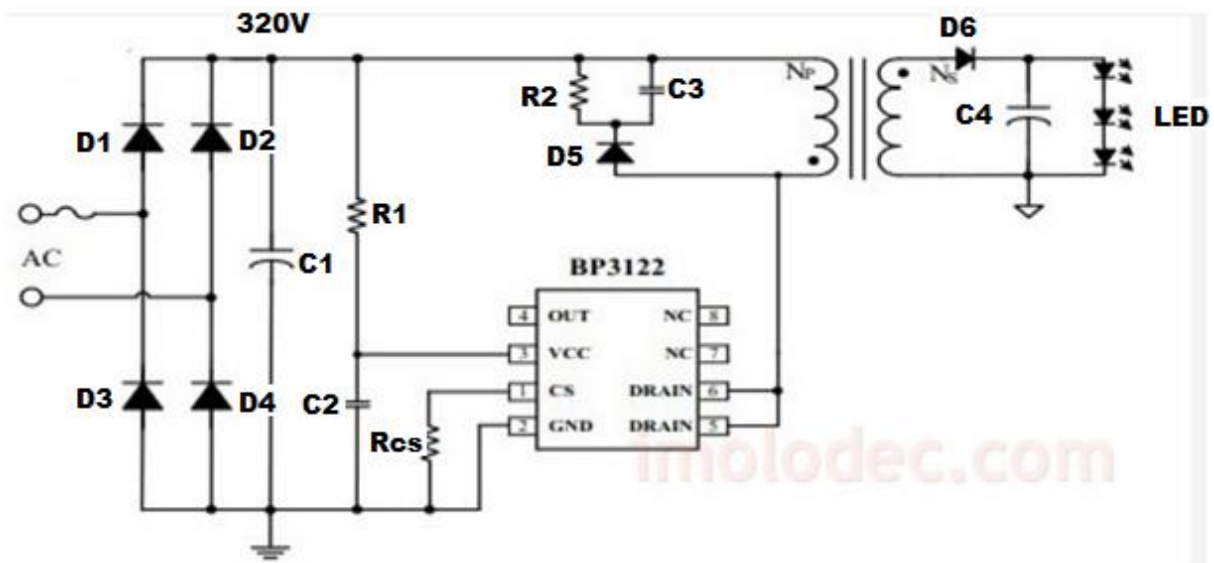 320V
D6
NP
NS
R2
C3
D1
D2
C4
LED
D5
R1
AC
C1
BP3122
4 OUT NC 8
3 VCC NC 7
1 CS DRAIN 6
2 GND DRAIN 5
D3
D4
C2
Rcs
imolodec.com